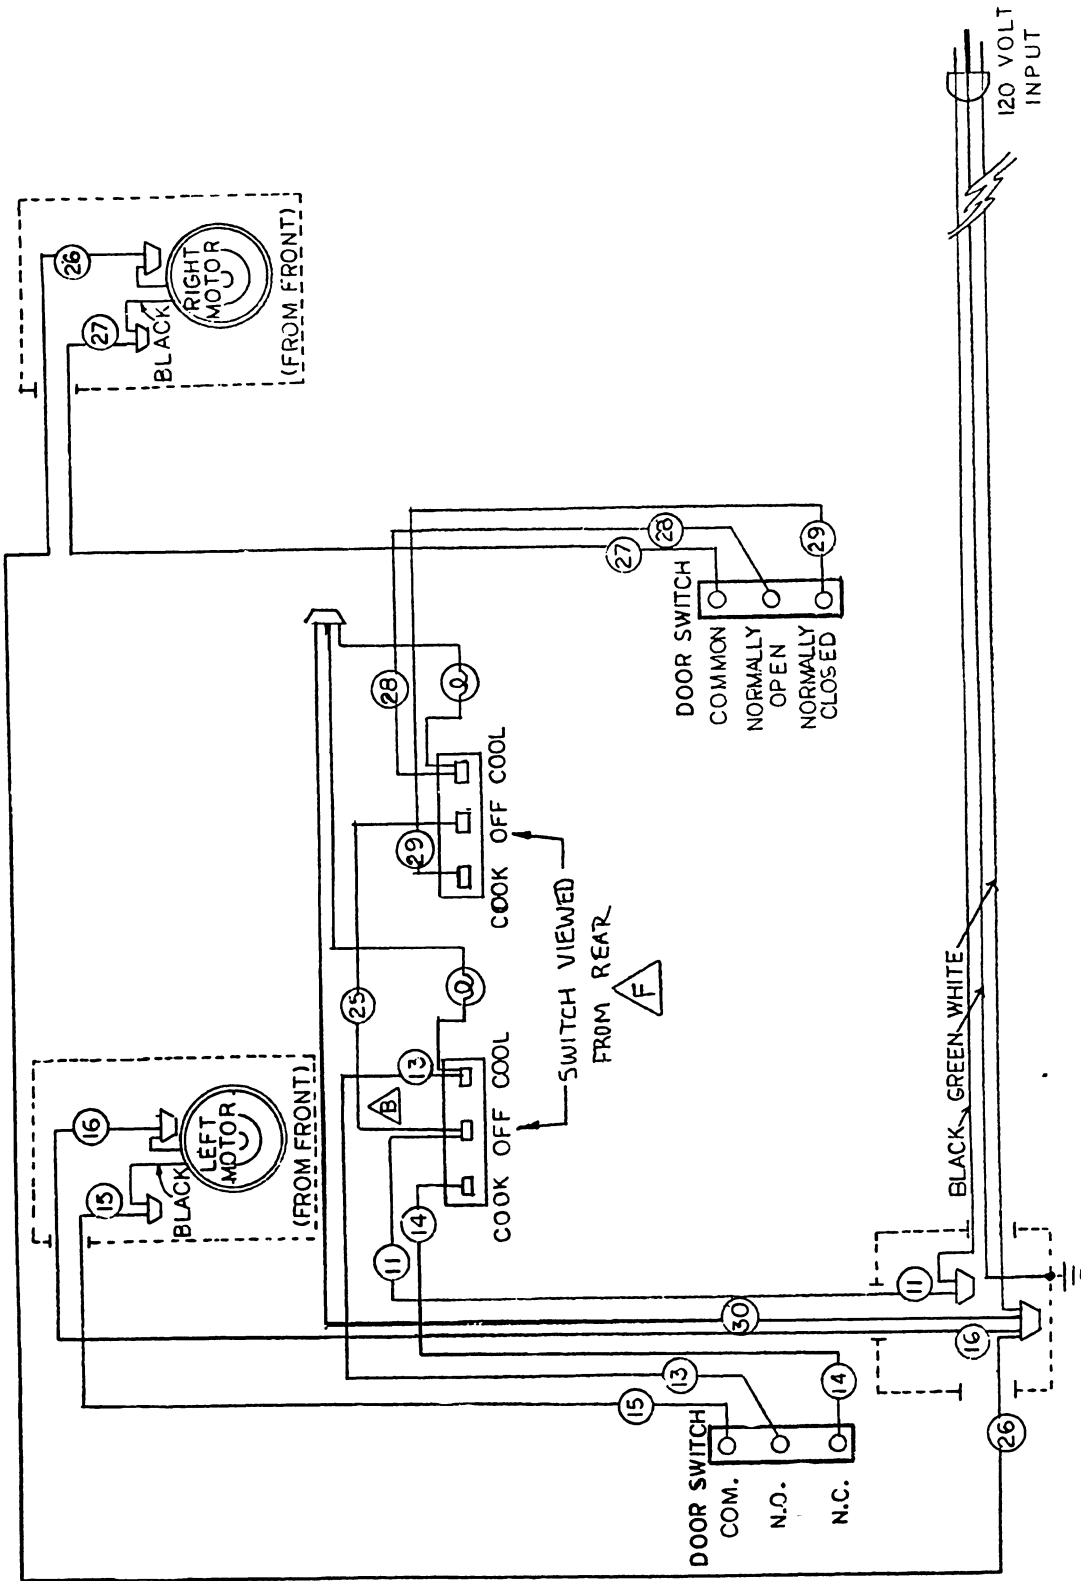 26
27
BLACK
RIGHT
MOTOR
(FROM FRONT)
16
15
BLACK
LEFT
MOTOR
(FROM FRONT)
25
28
29
COOK OFF COOL
B
13
14
11
COOK OFF COOL
SWITCH VIEWED
FROM REAR
F
27
28
29
DOOR SWITCH
COMMON
NORMALLY
OPEN
NORMALLY
CLOSED
15
13
14
DOOR SWITCH
COM.
N.O.
N.C.
30
16
11
26
BLACK GREEN WHITE
120 VOLT
INPUT